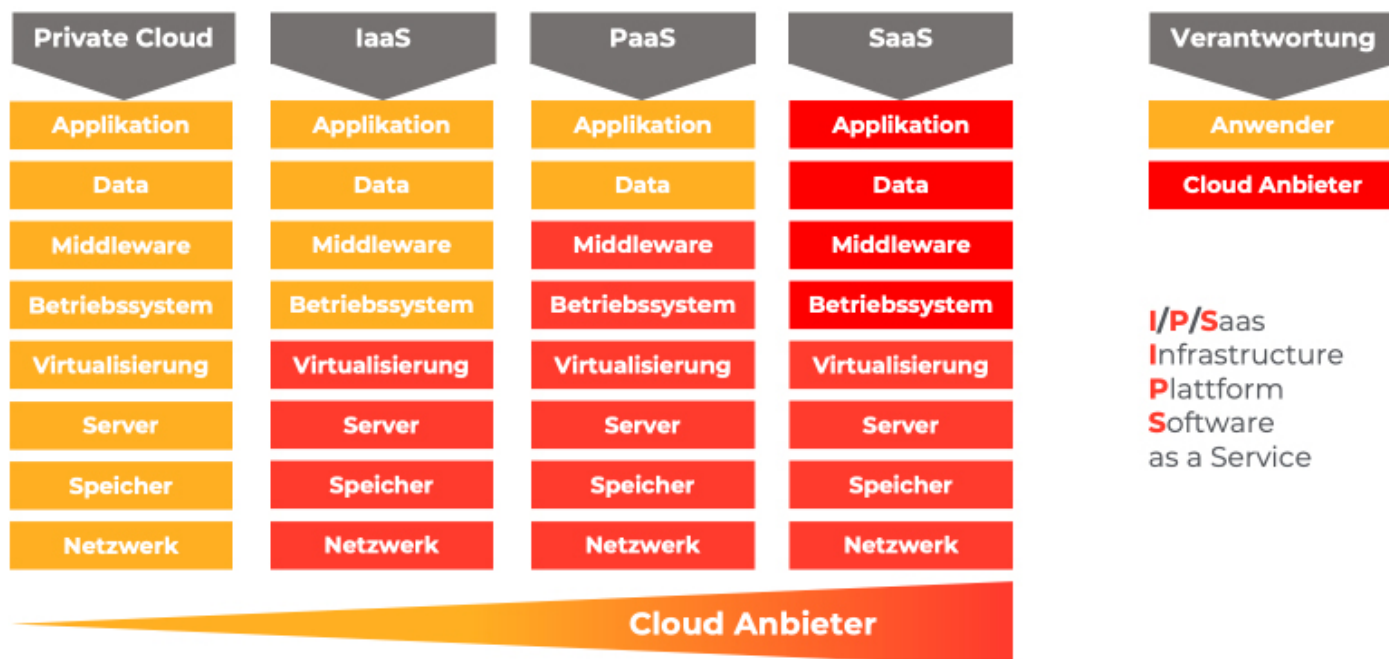 Private Cloud
IaaS
PaaS
SaaS
Verantwortung
Applikation
Applikation
Applikation
Applikation
Anwender
Data
Data
Data
Data
Cloud Anbieter
Middleware
Middleware
Middleware
Middleware
Betriebssystem
Betriebssystem
Betriebssystem
Betriebssystem
I/P/Saas
Infrastructure
Plattform
Software
as a Service
Virtualisierung
Virtualisierung
Virtualisierung
Virtualisierung
Server
Server
Server
Server
Speicher
Speicher
Speicher
Speicher
Netzwerk
Netzwerk
Netzwerk
Netzwerk
Cloud Anbieter